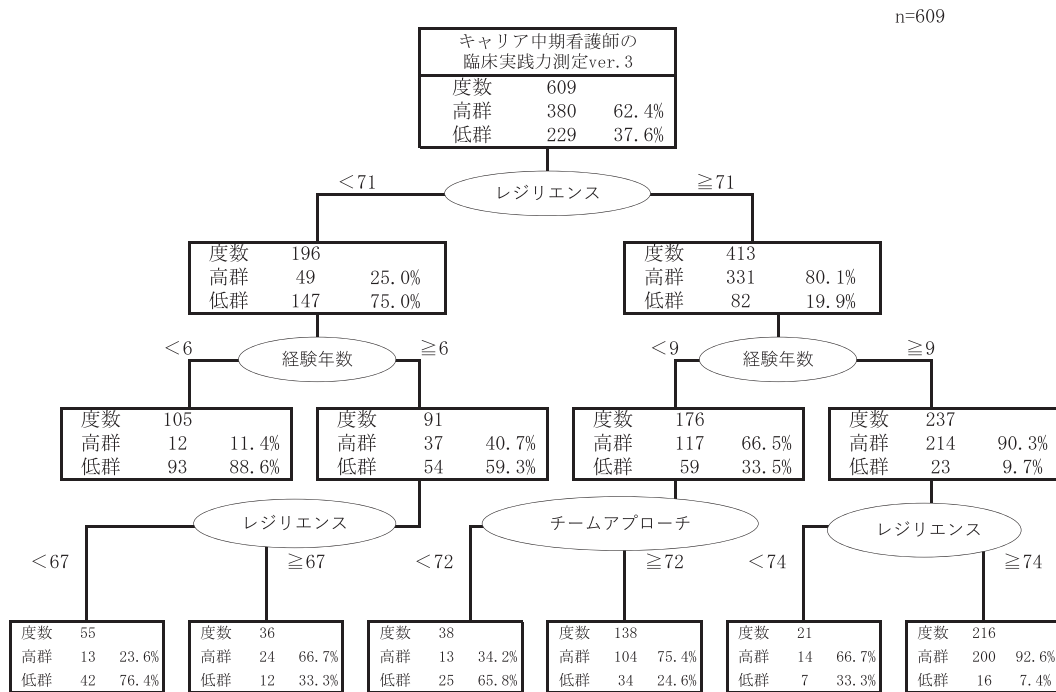 n=609
キャリア中期看護師の
臨床実践力測定ver.3
度数 609
高群 380 62.4%
低群 229 37.6%
<71 レジリエンス ≧71
度数 196
高群 49 25.0%
低群 147 75.0%
度数 413
高群 331 80.1%
低群 82 19.9%
<6 経験年数 ≧6
<9 経験年数 ≧9
度数 105
高群 12 11.4%
低群 93 88.6%
度数 91
高群 37 40.7%
低群 54 59.3%
度数 176
高群 117 66.5%
低群 59 33.5%
度数 237
高群 214 90.3%
低群 23 9.7%
レジリエンス
<67 ≧67
チームアプローチ
<72 ≧72
レジリエンス
<74 ≧74
度数 55
高群 13 23.6%
低群 42 76.4%
度数 36
高群 24 66.7%
低群 12 33.3%
度数 38
高群 13 34.2%
低群 25 65.8%
度数 138
高群 104 75.4%
低群 34 24.6%
度数 21
高群 14 66.7%
低群 7 33.3%
度数 216
高群 200 92.6%
低群 16 7.4%